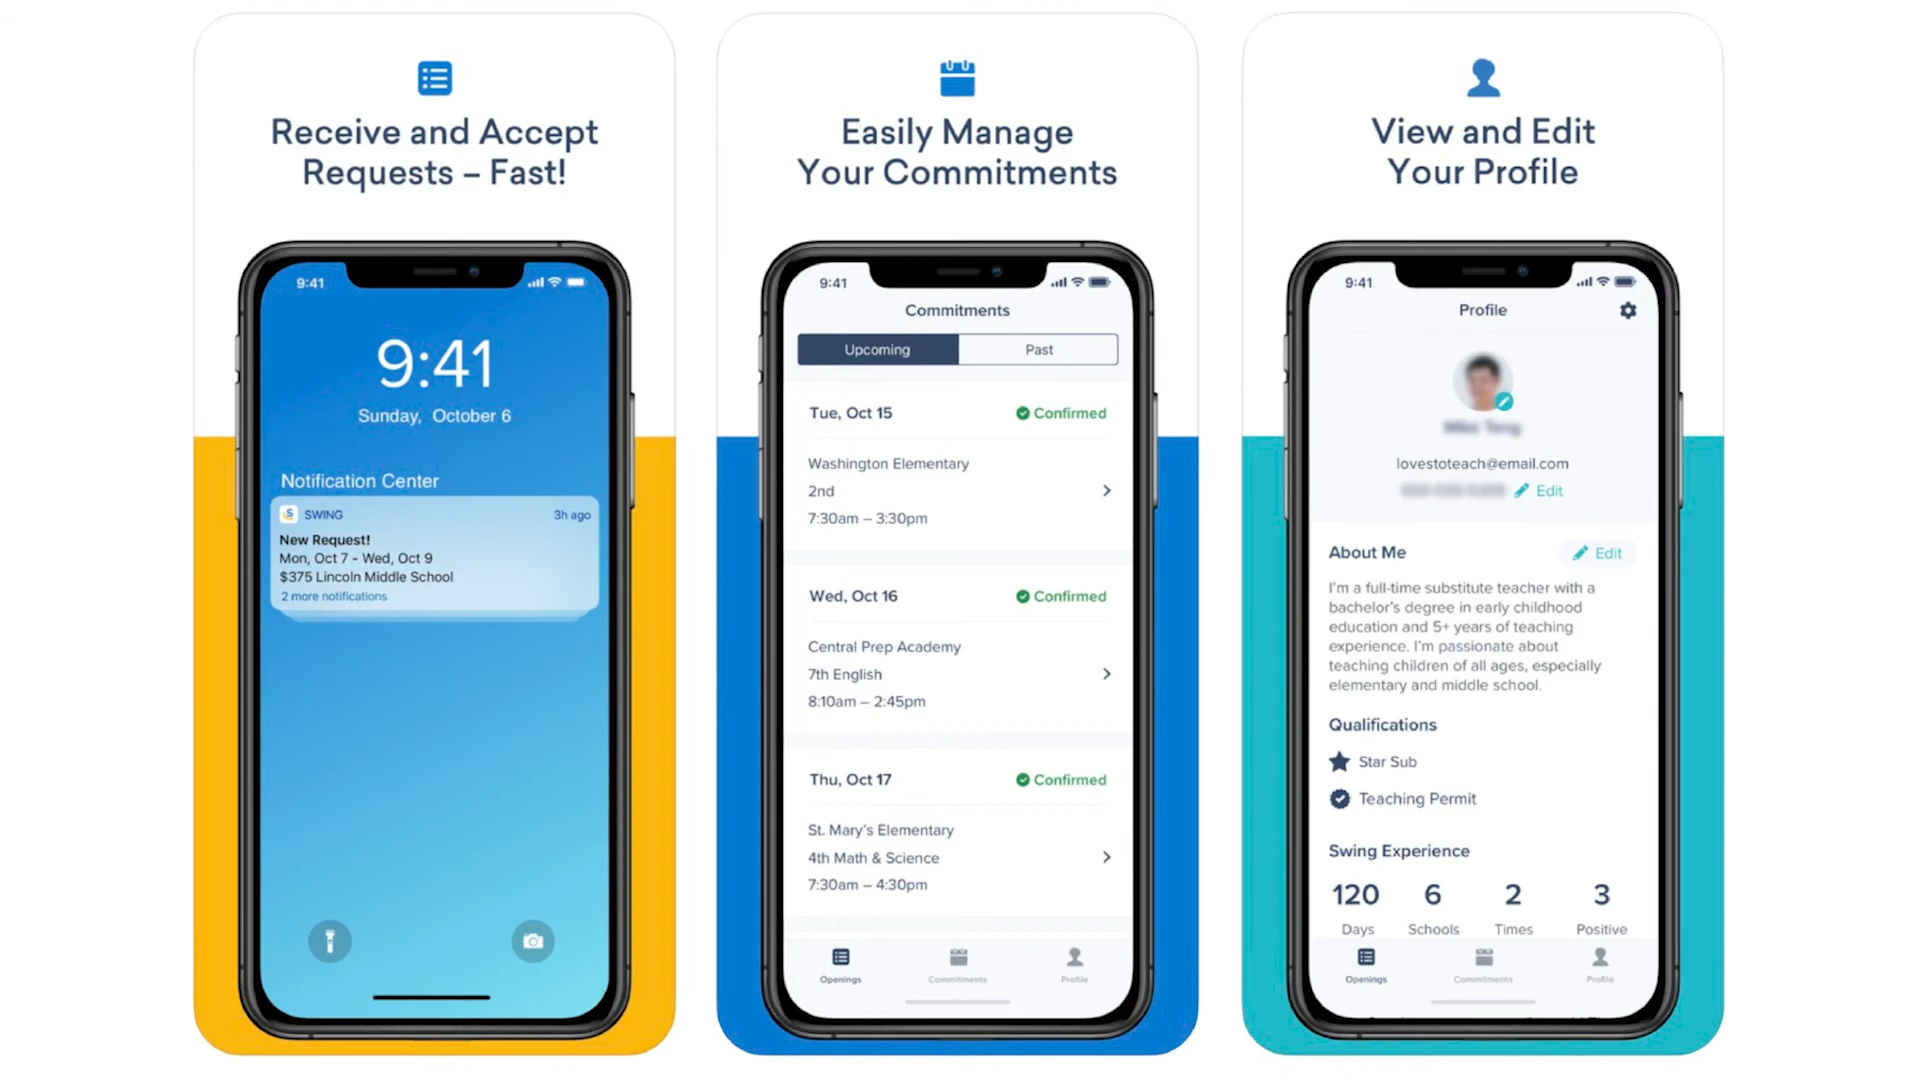 Receive and Accept
Requests – Fast!
9:41
9:41
Sunday, October 6
Notification Center
S SWING 3h ago
New Request!
Mon, Oct 7 - Wed, Oct 9
$375 Lincoln Middle School
2 more notifications
Easily Manage
Your Commitments
9:41
Commitments
Upcoming Past
Tue, Oct 15 Confirmed
Washington Elementary
2nd
7:30am – 3:30pm
Wed, Oct 16 Confirmed
Central Prep Academy
7th English
8:10am – 2:45pm
Thu, Oct 17 Confirmed
St. Mary's Elementary
4th Math & Science
7:30am – 4:30pm
Openings Commitments Profile
View and Edit
Your Profile
9:41
Profile
lovestoteach@email.com
Edit
About Me Edit
I'm a full-time substitute teacher with a
bachelor's degree in early childhood
education and 5+ years of teaching
experience. I'm passionate about
teaching children of all ages, especially
elementary and middle school.
Qualifications
Star Sub
Teaching Permit
Swing Experience
120 6 2 3
Days Schools Times Positive
Openings Commitments Profile